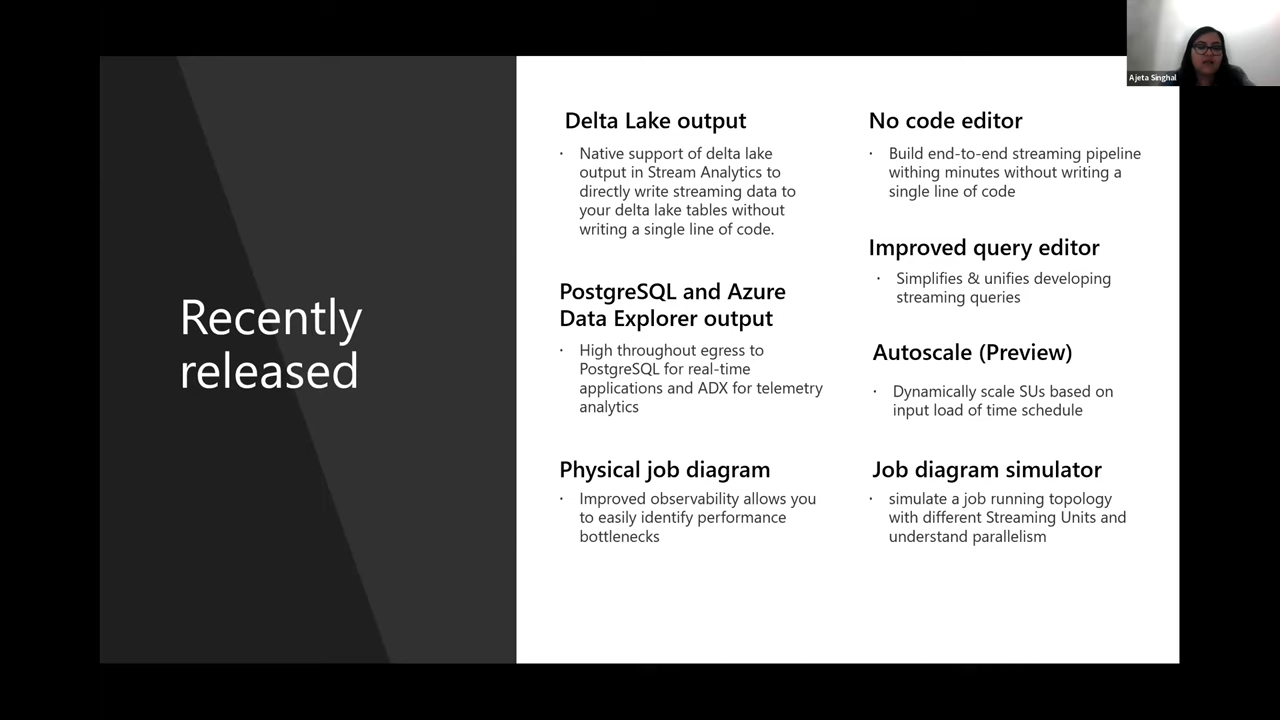 Ajeta Singhal
Recently
released
Delta Lake output
· Native support of delta lake
output in Stream Analytics to
directly write streaming data to
your delta lake tables without
writing a single line of code.
PostgreSQL and Azure
Data Explorer output
· High throughout egress to
PostgreSQL for real-time
applications and ADX for telemetry
analytics
Physical job diagram
· Improved observability allows you
to easily identify performance
bottlenecks
No code editor
· Build end-to-end streaming pipeline
withing minutes without writing a
single line of code
Improved query editor
· Simplifies & unifies developing
streaming queries
Autoscale (Preview)
· Dynamically scale SUs based on
input load of time schedule
Job diagram simulator
· simulate a job running topology
with different Streaming Units and
understand parallelism